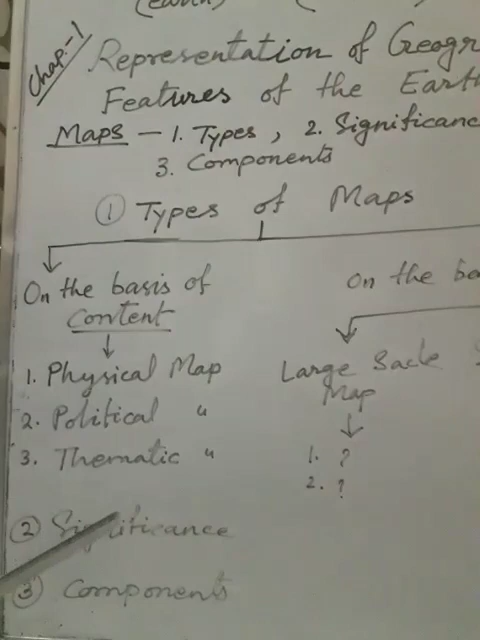 (earth) (
Chap-1
Representation of Geogr
Features of the Earth
Maps - 1. Types, 2. Significance
3. Components
① Types of Maps
On the basis of
Content
1. Physical Map
2. Political "
3. Thematic "
On the ba
Large Sacle
Map
1. ?
2. ?
② Significance
③ Components